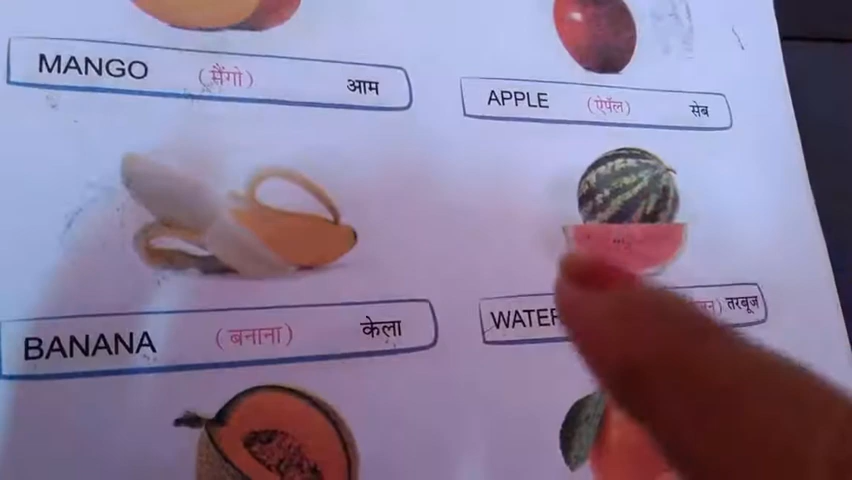 MANGO (मैंगो) आम
APPLE (ऐपॅल) सेब
BANANA (बनाना) केला
WATER तरबूज